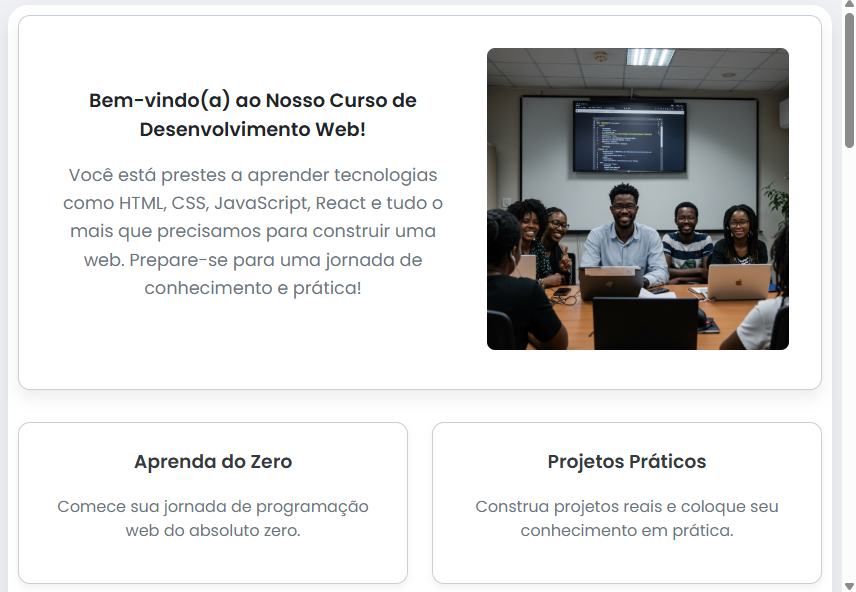 Bem-vindo(a) ao Nosso Curso de
Desenvolvimento Web!
Você está prestes a aprender tecnologias
como HTML, CSS, JavaScript, React e tudo o
mais que precisamos para construir uma
web. Prepare-se para uma jornada de
conhecimento e prática!
Aprenda do Zero
Comece sua jornada de programação
web do absoluto zero.
Projetos Práticos
Construa projetos reais e coloque seu
conhecimento em prática.